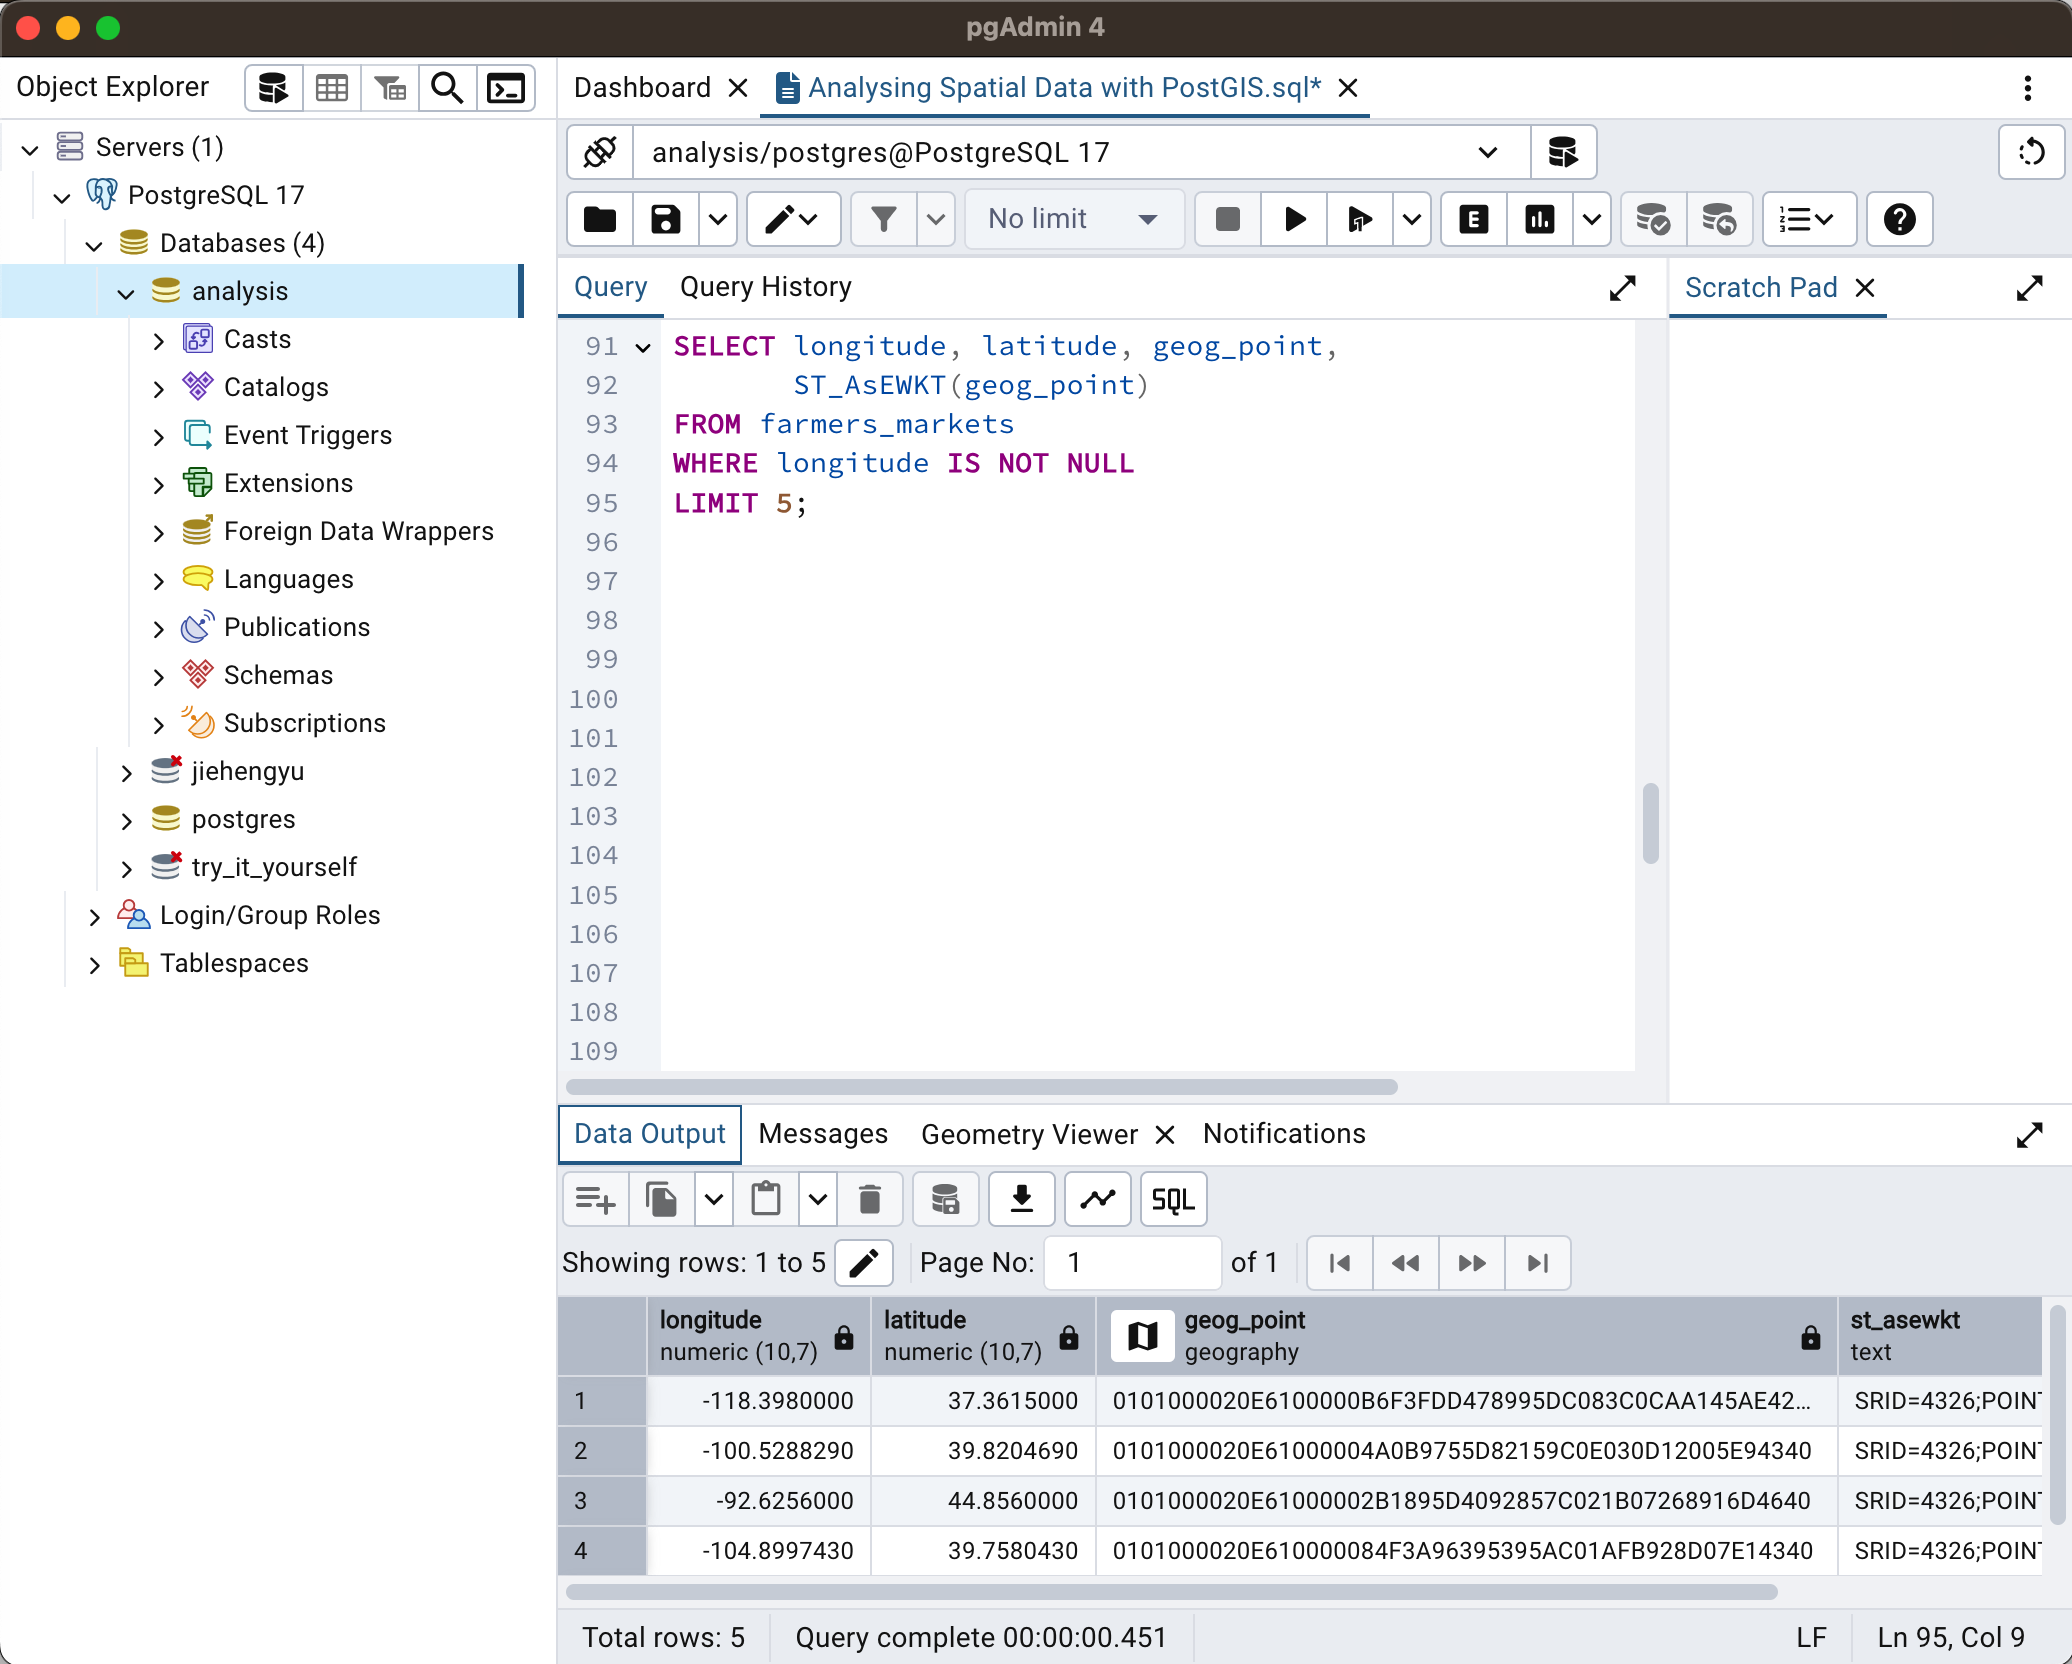 pgAdmin 4
Object Explorer
Dashboard
Analysing Spatial Data with PostGIS.sql*
Servers (1)
PostgreSQL 17
Databases (4)
analysis
Casts
Catalogs
Event Triggers
Extensions
Foreign Data Wrappers
Languages
Publications
Schemas
Subscriptions
jiehengyu
postgres
try_it_yourself
Login/Group Roles
Tablespaces
analysis/postgres@PostgreSQL 17
No limit
E
Query Query History
Scratch Pad
91 SELECT longitude, latitude, geog_point,
92 ST_AsEWKT(geog_point)
93 FROM farmers_markets
94 WHERE longitude IS NOT NULL
95 LIMIT 5;
96
97
98
99
100
101
102
103
104
105
106
107
108
109
Data Output Messages Geometry Viewer Notifications
SQL
Showing rows: 1 to 5 Page No: 1 of 1
longitude latitude geog_point st_asewkt
numeric (10,7) numeric (10,7) geography text
1 -118.3980000 37.3615000 0101000020E6100000B6F3FDD478995DC083C0CAA145AE42... SRID=4326;POINT
2 -100.5288290 39.8204690 0101000020E61000004A0B9755D82159C0E030D12005E94340 SRID=4326;POINT
3 -92.6256000 44.8560000 0101000020E61000002B1895D4092857C021B07268916D4640 SRID=4326;POINT
4 -104.8997430 39.7580430 0101000020E610000084F3A96395395AC01AFB928D07E14340 SRID=4326;POINT
Total rows: 5 Query complete 00:00:00.451 LF Ln 95, Col 9